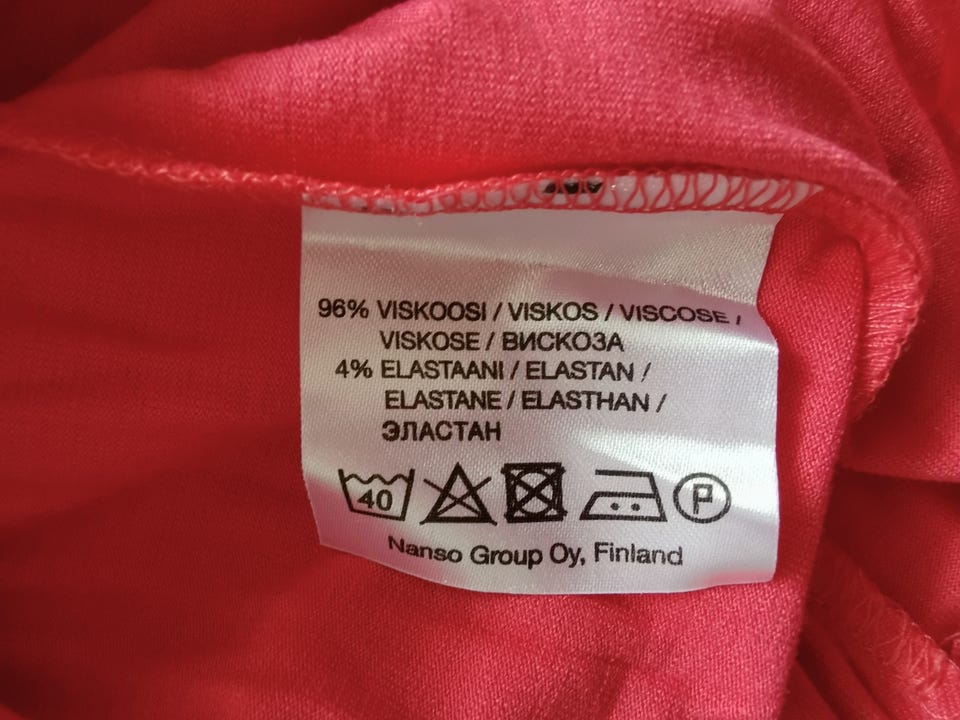 96% VISKOOSI / VISKOS / VISCOSE /
VISKOSE / ВИСКОЗА
4% ELASTAANI / ELASTAN /
ELASTANE / ELASTHAN /
ЭЛАСТАН
40 P
Nanso Group Oy, Finland